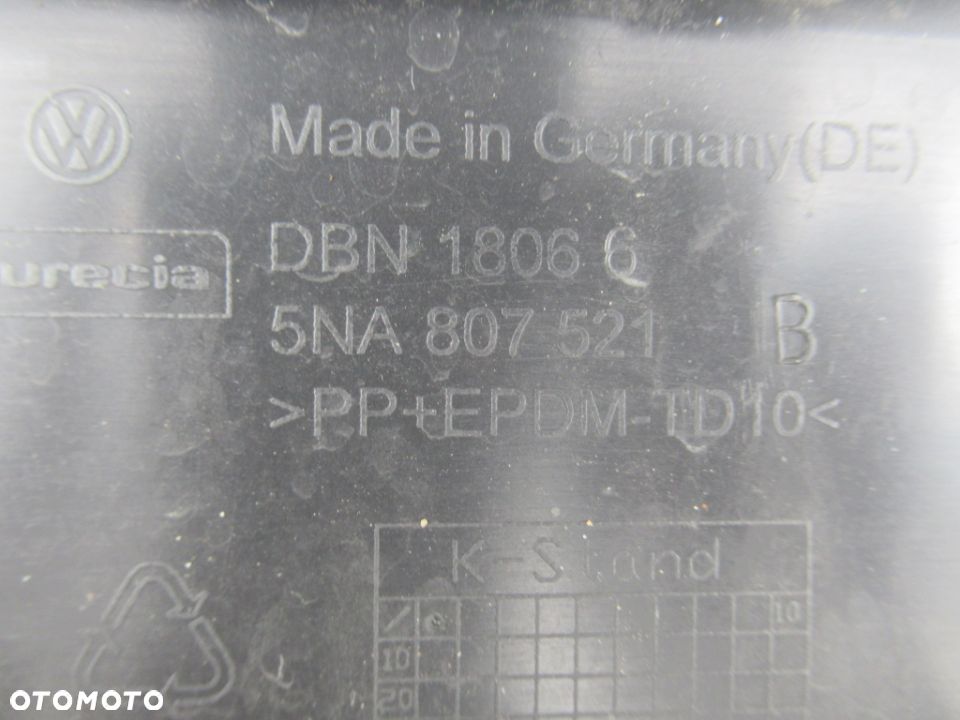 Made in Germany(DE)
urecia
DBN 1806 6
5NA 807 521 B
>PP+EPDM-TD10<
K-Stand
10
10
20
OTOMOTO